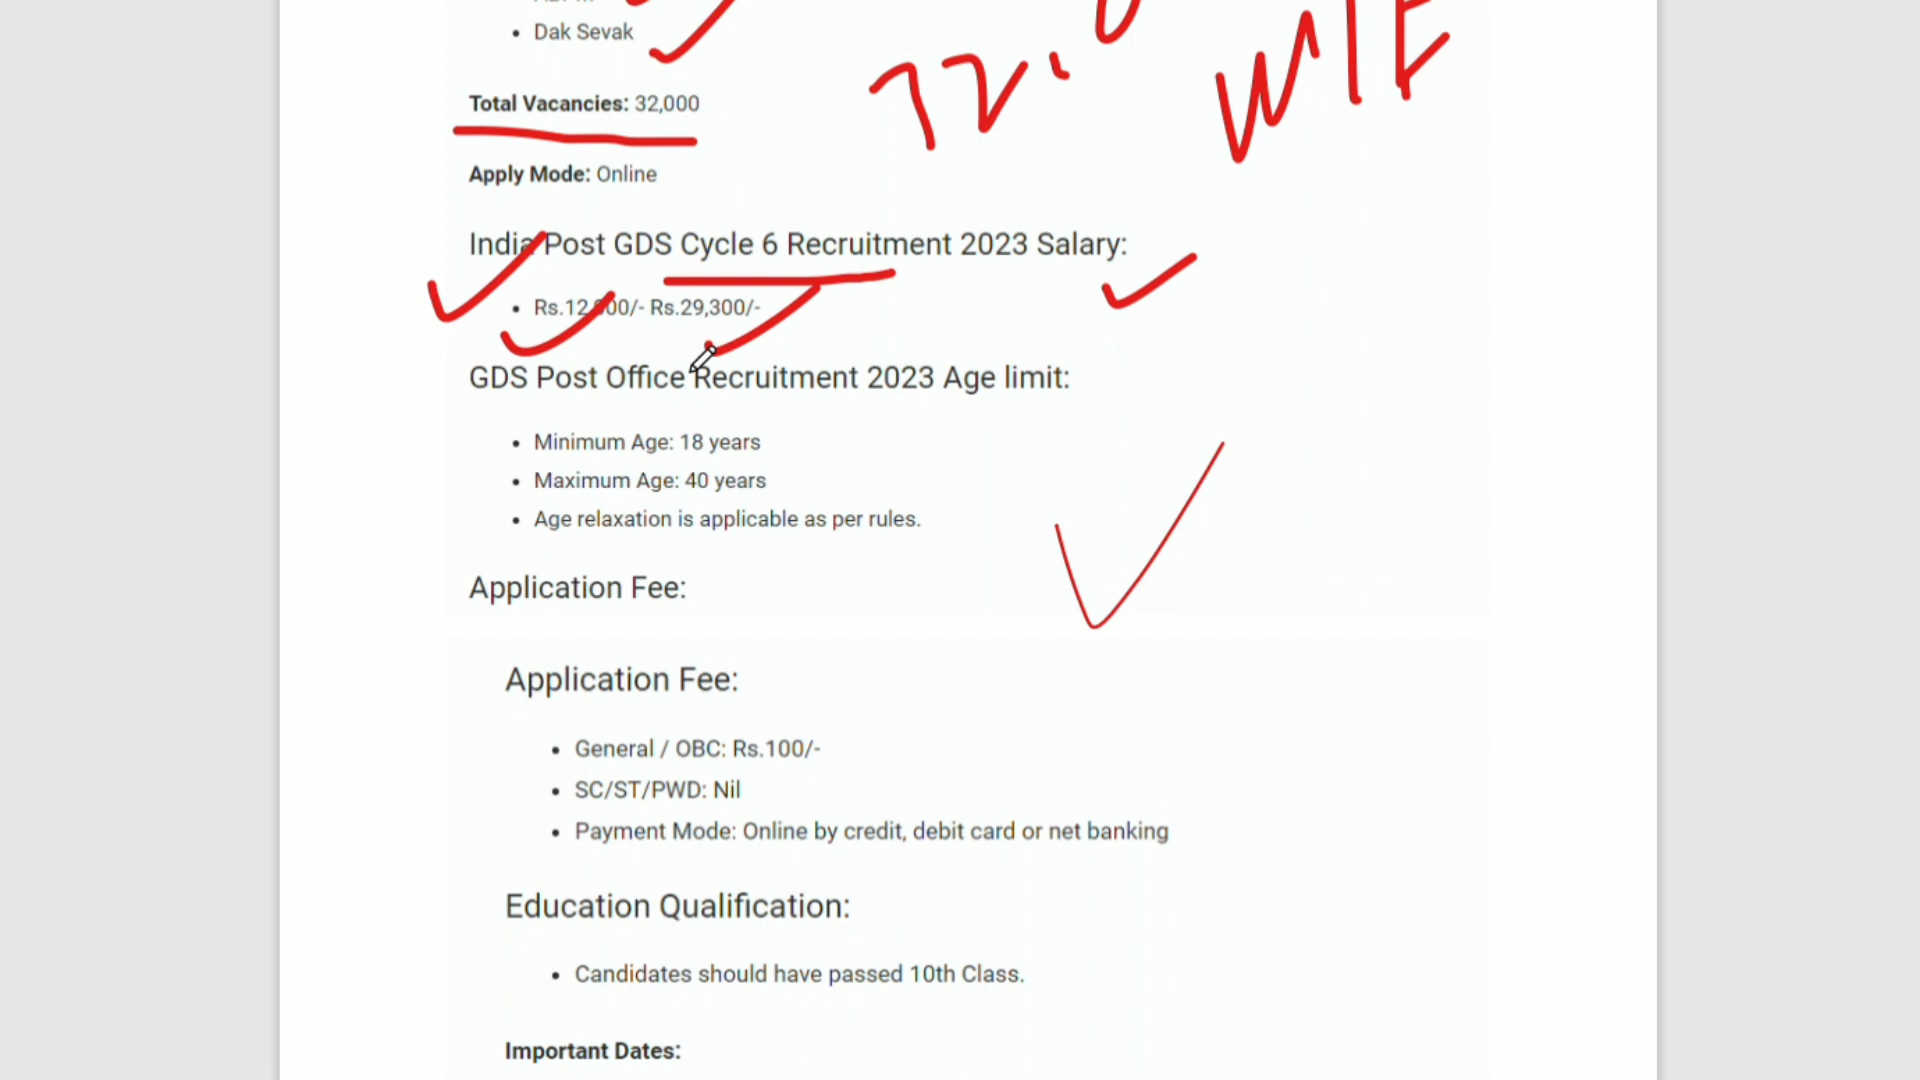 Dak Sevak
Total Vacancies: 32,000
Apply Mode: Online
India Post GDS Cycle 6 Recruitment 2023 Salary:
Rs.29,300/-
GDS Post Office Recruitment 2023 Age limit:
Minimum Age: 18 years
Maximum Age: 40 years
Age relaxation is applicable as per rules.
Application Fee:
Application Fee:
General / OBC: Rs.100/-
SC/ST/PWD: Nil
Payment Mode: Online by credit, debit card or net banking
Education Qualification:
Candidates should have passed 10th Class.
Important Dates: